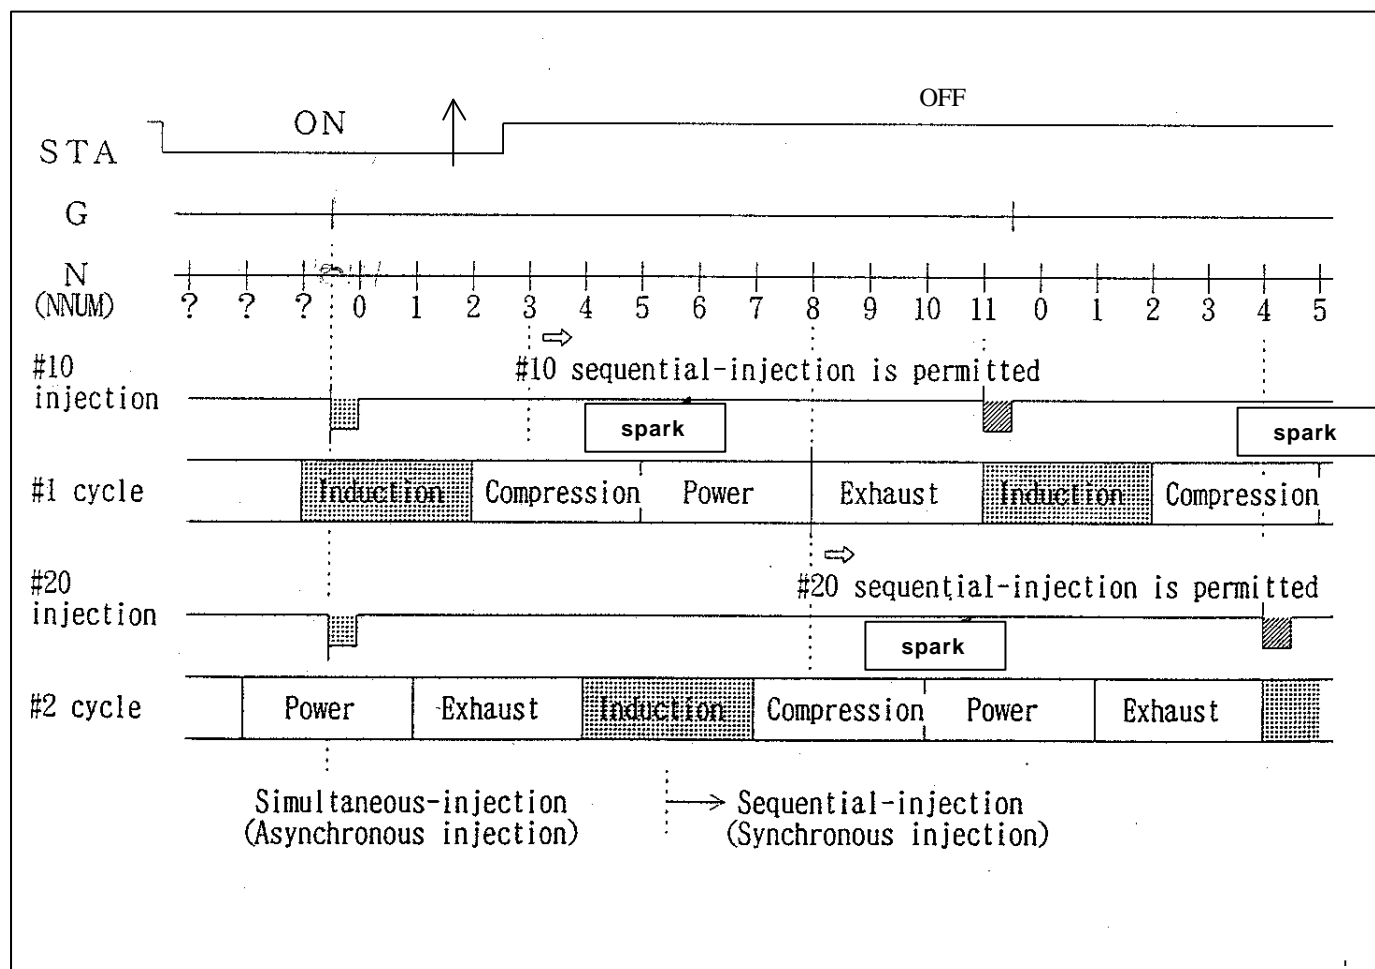 OFF
ON
STA
G
N
(NNUM)
? ? ? 0 1 2 3 4 5 6 7 8 9 10 11 0 1 2 3 4 5
#10
injection
#10 sequential-injection is permitted
spark
spark
#1 cycle
Induction Compression Power Exhaust Induction Compression
#20
injection
#20 sequential-injection is permitted
spark
#2 cycle
Power Exhaust Induction Compression Power Exhaust
Simultaneous-injection
(Asynchronous injection)
Sequential-injection
(Synchronous injection)